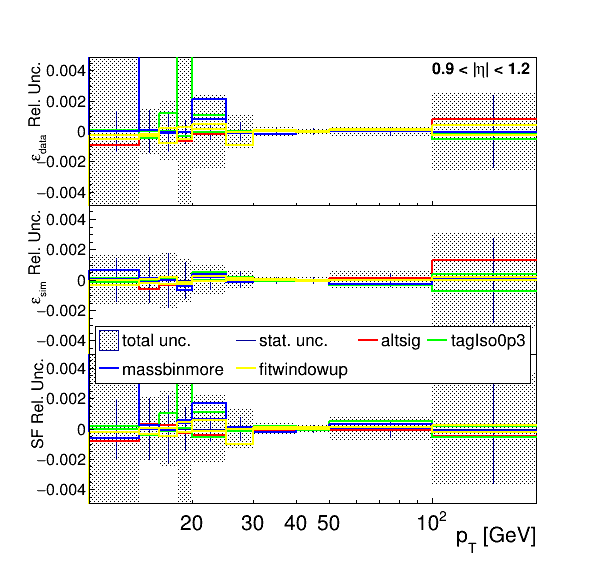 0.9 < |η| < 1.2
ε_data Rel. Unc.
0.004
0.002
0
−0.002
−0.004
ε_sim Rel. Unc.
0.004
0.002
0
−0.002
−0.004
total unc. stat. unc. altsig tagIso0p3
massbinmore fitwindowup
SF Rel. Unc.
0.004
0.002
0
−0.002
−0.004
20 30 40 50 10²
p_T [GeV]